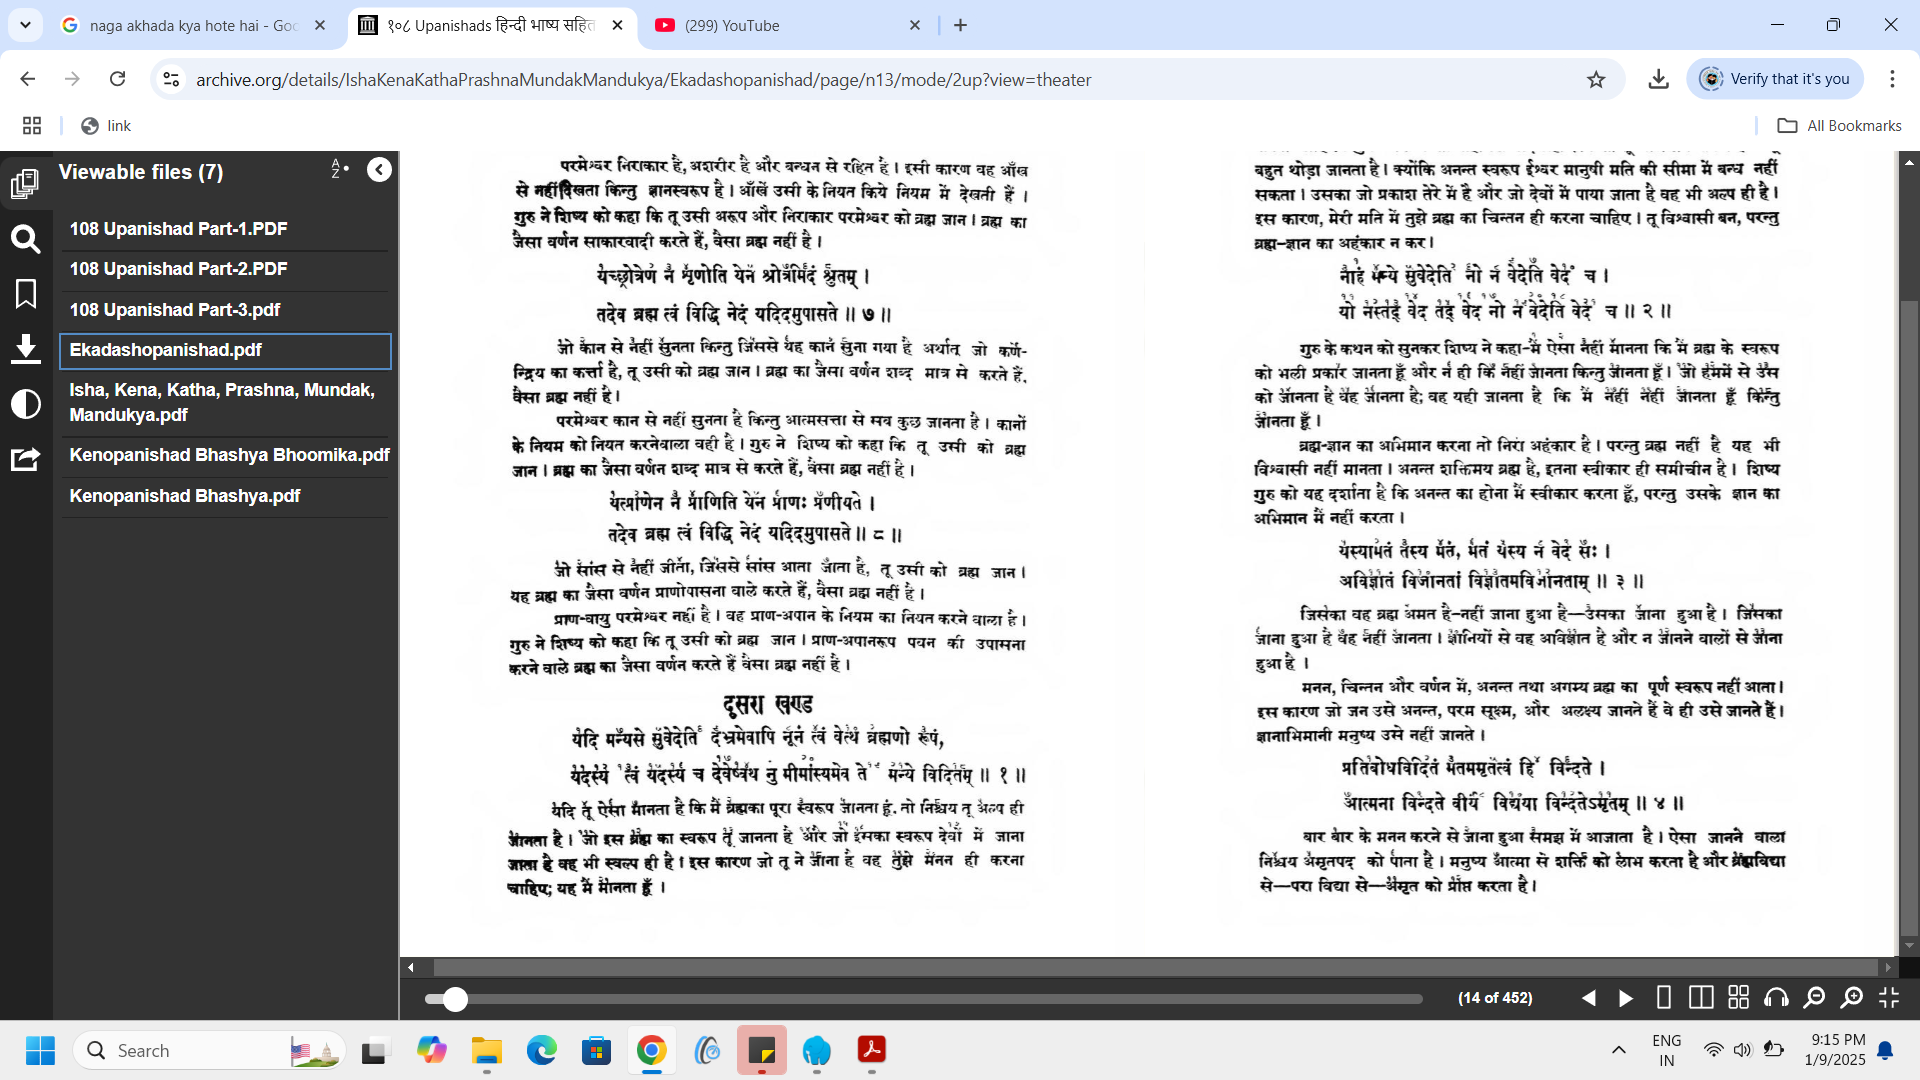 naga akhada kya hote hai - Goo
१०८ Upanishads हिन्दी भाष्य सहित
(299) YouTube
archive.org/details/IshaKenaKathaPrashnaMundakMandukya/Ekadashopanishad/page/n13/mode/2up?view=theater
Verify that it's you
link
All Bookmarks
Viewable files (7)
A
Z
108 Upanishad Part-1.PDF
108 Upanishad Part-2.PDF
108 Upanishad Part-3.pdf
Ekadashopanishad.pdf
Isha, Kena, Katha, Prashna, Mundak,
Mandukya.pdf
Kenopanishad Bhashya Bhoomika.pdf
Kenopanishad Bhashya.pdf
परमेश्वर निराकार है, अशरीर है और बन्धन से रहित है। इसी कारण वह आँख
से नहीं दिखता किन्तु ज्ञानस्वरूप है। आँखें उसी के नियत किये नियम में देखती हैं ।
गुरु ने शिष्य को कहा कि तू उसी अरूप और निराकार परमेश्वर को ब्रह्म जान। ब्रह्म का
जैसा वर्णन साकारवादी करते हैं, वैसा ब्रह्म नहीं है।
यच्छ्रोत्रेण न शृणोति येन श्रोत्रमिदं श्रुतम् ।
तदेव ब्रह्म त्वं विद्धि नेदं यदिदमुपासते ॥ ७ ॥
जो कान से नहीं सुनता किन्तु जिससे यह कान सुना गया है अर्थात् जो कर्णे-
न्द्रिय का कर्त्ता है, तू उसी को ब्रह्म जान। ब्रह्म का जैसा वर्णन शब्द मात्र से करते हैं,
वैसा ब्रह्म नहीं है।
परमेश्वर कान से नहीं सुनता है किन्तु आत्मसत्ता से सब कुछ जानता है। कानों
के नियम को नियत करनेवाला वही है। गुरु ने शिष्य को कहा कि तू उसी को ब्रह्म
जान। ब्रह्म का जैसा वर्णन शब्द मात्र से करते हैं, वैसा ब्रह्म नहीं है।
यत्प्राणेन न प्राणिति येन प्राणः प्रणीयते ।
तदेव ब्रह्म त्वं विद्धि नेदं यदिदमुपासते ॥ ८ ॥
जो सांस से नहीं जीता, जिससे सांस आता जाता है, तू उसी को ब्रह्म जान।
यह ब्रह्म का जैसा वर्णन प्राणोपासना वाले करते हैं, वैसा ब्रह्म नहीं है।
प्राण-वायु परमेश्वर नहीं है। वह प्राण-अपान के नियम का नियत करने वाला है।
गुरु ने शिष्य को कहा कि तू उसी को ब्रह्म जान। प्राण-अपानरूप पवन की उपासना
करने वाले ब्रह्म का जैसा वर्णन करते हैं वैसा ब्रह्म नहीं है।
दूसरा खण्ड
यदि मन्यसे सुवेदेति दभ्रमेवापि नूनं त्वं वेत्थ ब्रह्मणो रूपं,
यदस्य त्वं यदस्य च देवेष्वथ नु मीमांस्यमेव ते मन्ये विदितम् ॥ १ ॥
यदि तू ऐसा मानता है कि मैं ब्रह्मका पूरा स्वरूप जानता हूं, तो निश्चय तू अल्प ही
जानता है। जो इस ब्रह्म का स्वरूप तू जानता है और जो इसका स्वरूप देवों में जाना
जाता है वह भी स्वल्प ही है। इस कारण जो तू ने जाना है वह तुझे मनन ही करना
चाहिए; यह मैं मानता हूँ ।
बहुत थोड़ा जानता है। क्योंकि अनन्त स्वरूप ईश्वर मानुषी मति की सीमा में बन्ध नहीं
सकता। उसका जो प्रकाश तेरे में है और जो देवों में पाया जाता है वह भी अल्प ही है।
इस कारण, मेरी मति में तुझे ब्रह्म का चिन्तन ही करना चाहिए। तू विश्वासी बन, परन्तु
ब्रह्म-ज्ञान का अहंकार न कर।
नाहं मन्ये सुवेदेति नो न वेदेति वेद च ।
यो नस्तद्वेद तद्वेद नो न वेदेति वेद च ॥ २ ॥
गुरु के कथन को सुनकर शिष्य ने कहा-मैं ऐसा नहीं मानता कि मैं ब्रह्म के स्वरूप
को भली प्रकार जानता हूँ और न ही कि नहीं जानता किन्तु जानता हूँ। जो हममें से उस
को जानता है वह जानता है; वह यही जानता है कि मैं नहीं नहीं जानता हूँ किन्तु
जानता हूँ ।
ब्रह्म-ज्ञान का अभिमान करना तो निरा अहंकार है। परन्तु ब्रह्म नहीं है यह भी
विश्वासी नहीं मानता। अनन्त शक्तिमय ब्रह्म है, इतना स्वीकार ही समीचीन है। शिष्य
गुरु को यह दर्शाता है कि अनन्त का होना मैं स्वीकार करता हूँ, परन्तु उसके ज्ञान का
अभिमान मैं नहीं करता ।
यस्यामतं तस्य मतं, मतं यस्य न वेद सः ।
अविज्ञातं विजानतां विज्ञातमविजानताम् ॥ ३ ॥
जिसका वह ब्रह्म अमत है-नहीं जाना हुआ है—उसका जाना हुआ है। जिसका
जाना हुआ है वह नहीं जानता। ज्ञानियों से वह अविज्ञात है और न जानने वालों से जाना
हुआ है ।
मनन, चिन्तन और वर्णन में, अनन्त तथा अगम्य ब्रह्म का पूर्ण स्वरूप नहीं आता।
इस कारण जो जन उसे अनन्त, परम सूक्ष्म, और अलक्ष्य जानते हैं वे ही उसे जानते हैं।
ज्ञानाभिमानी मनुष्य उसे नहीं जानते ।
प्रतिबोधविदितं मतममृतत्वं हि विन्दते ।
आत्मना विन्दते वीर्यं विद्यया विन्दतेऽमृतम् ॥ ४ ॥
बार बार के मनन करने से जाना हुआ समझ में आजाता है। ऐसा जानने वाला
निश्चय अमृतपद को पाता है। मनुष्य आत्मा से शक्ति को लाभ करता है और ब्रह्मविद्या
से—परा विद्या से—अमृत को प्राप्त करता है।
(14 of 452)
Search
ENG
IN
9:15 PM
1/9/2025